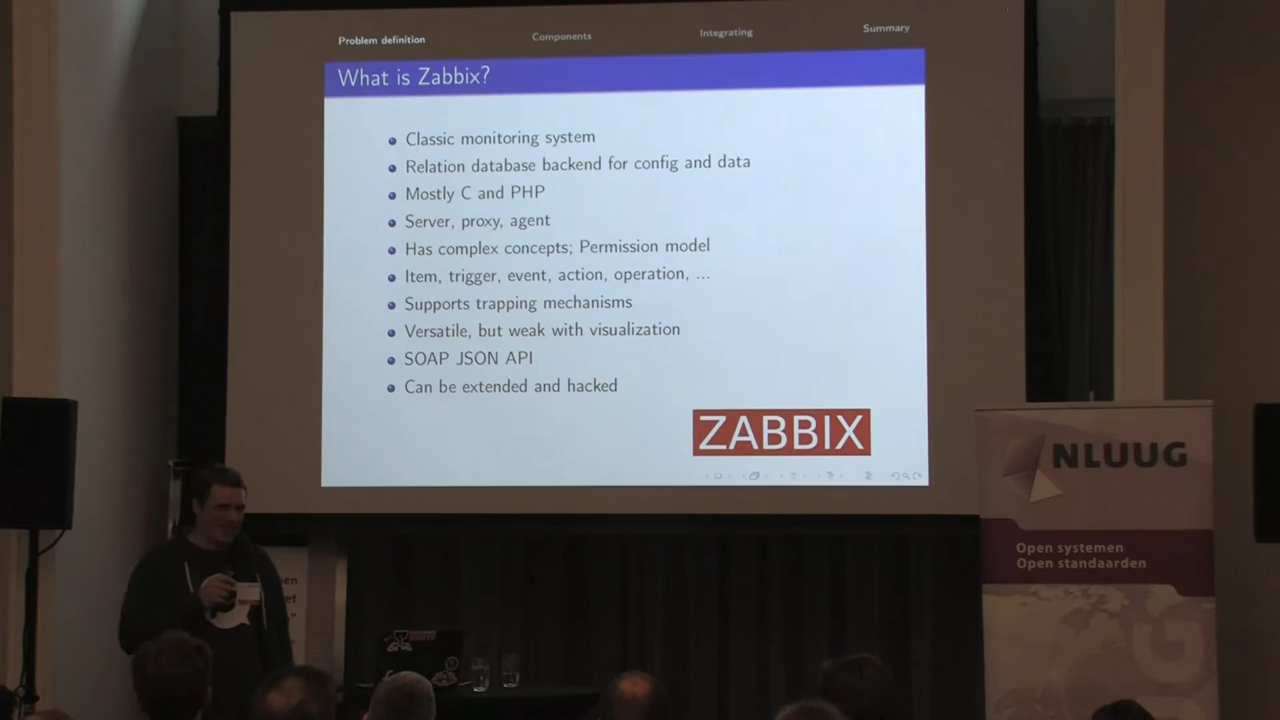 Problem definition Components Integrating Summary
What is Zabbix?
Classic monitoring system
Relation database backend for config and data
Mostly C and PHP
Server, proxy, agent
Has complex concepts; Permission model
Item, trigger, event, action, operation, ...
Supports trapping mechanisms
Versatile, but weak with visualization
SOAP JSON API
Can be extended and hacked
ZABBIX
NLUUG
Open systemen
Open standaarden